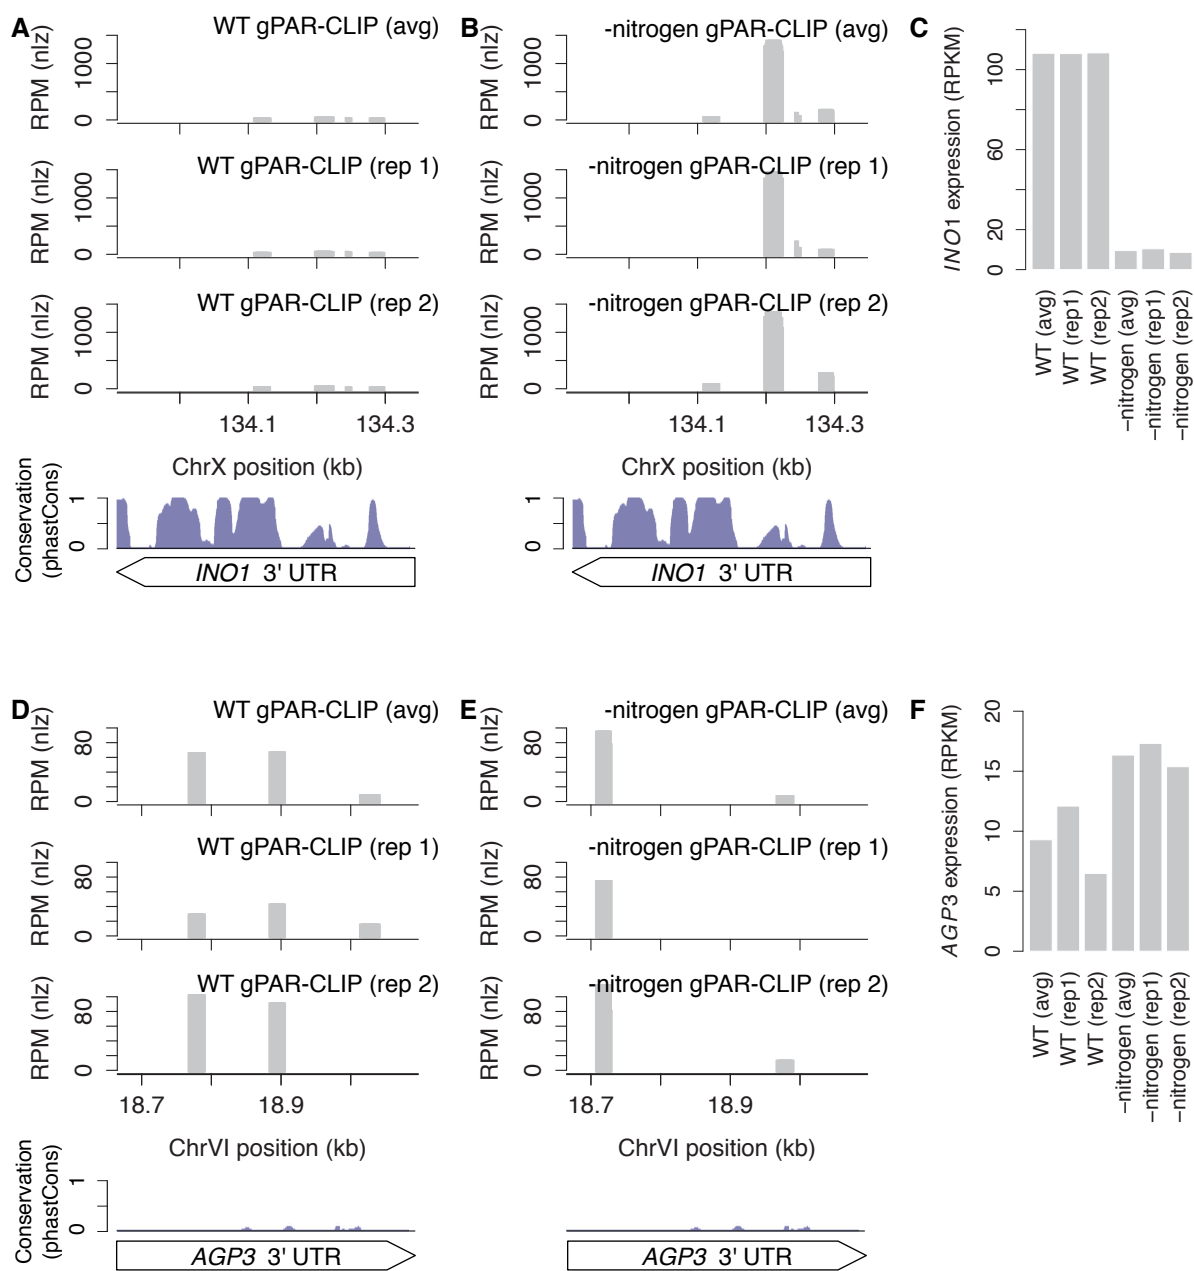 A
WT gPAR-CLIP (avg)
RPM (nlz)
0
1000
WT gPAR-CLIP (rep 1)
RPM (nlz)
0
1000
WT gPAR-CLIP (rep 2)
RPM (nlz)
0
1000
134.1
134.3
ChrX position (kb)
Conservation
(phastCons)
0
1
INO1 3' UTR
B
-nitrogen gPAR-CLIP (avg)
RPM (nlz)
0
1000
-nitrogen gPAR-CLIP (rep 1)
RPM (nlz)
0
1000
-nitrogen gPAR-CLIP (rep 2)
RPM (nlz)
0
1000
134.1
134.3
ChrX position (kb)
0
1
INO1 3' UTR
C
INO1 expression (RPKM)
0
20
60
100
WT (avg)
WT (rep1)
WT (rep2)
−nitrogen (avg)
−nitrogen (rep1)
−nitrogen (rep2)
D
WT gPAR-CLIP (avg)
RPM (nlz)
0
80
WT gPAR-CLIP (rep 1)
RPM (nlz)
0
80
WT gPAR-CLIP (rep 2)
RPM (nlz)
0
80
18.7
18.9
ChrVI position (kb)
Conservation
(phastCons)
0
1
AGP3 3' UTR
E
-nitrogen gPAR-CLIP (avg)
RPM (nlz)
0
80
-nitrogen gPAR-CLIP (rep 1)
RPM (nlz)
0
80
-nitrogen gPAR-CLIP (rep 2)
RPM (nlz)
0
80
18.7
18.9
ChrVI position (kb)
AGP3 3' UTR
F
AGP3 expression (RPKM)
0
5
10
15
20
WT (avg)
WT (rep1)
WT (rep2)
−nitrogen (avg)
−nitrogen (rep1)
−nitrogen (rep2)